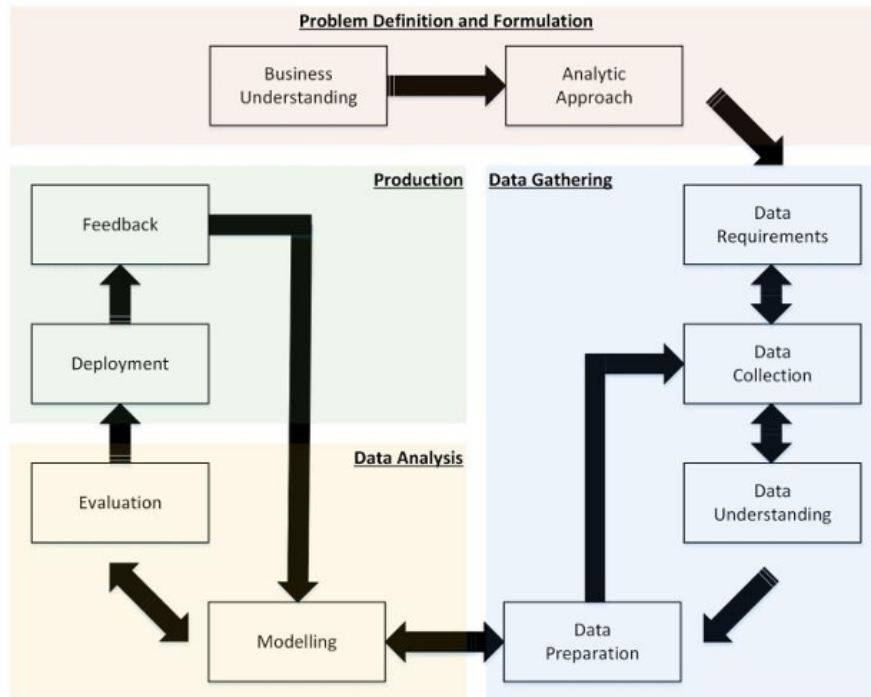 Problem Definition and Formulation
Business
Understanding
Analytic
Approach
Production
Feedback
Deployment
Data Gathering
Data
Requirements
Data
Collection
Data
Understanding
Data
Preparation
Data Analysis
Evaluation
Modelling